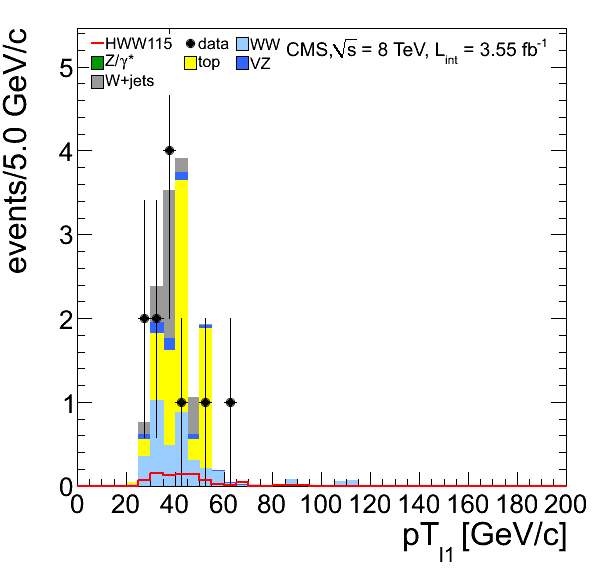 HWW115 data WW CMS,√s = 8 TeV, L_int = 3.55 fb^-1
Z/γ* top VZ
W+jets
events/5.0 GeV/c
5
4
3
2
1
0
0 20 40 60 80 100 120 140 160 180 200
pT_l1 [GeV/c]